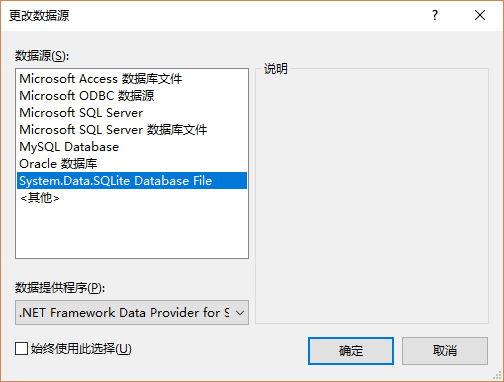 更改数据源
数据源(S):
Microsoft Access 数据库文件
Microsoft ODBC 数据源
Microsoft SQL Server
Microsoft SQL Server 数据库文件
MySQL Database
Oracle 数据库
System.Data.SQLite Database File
<其他>
说明
数据提供程序(P):
.NET Framework Data Provider for S
始终使用此选择(U)
确定
取消